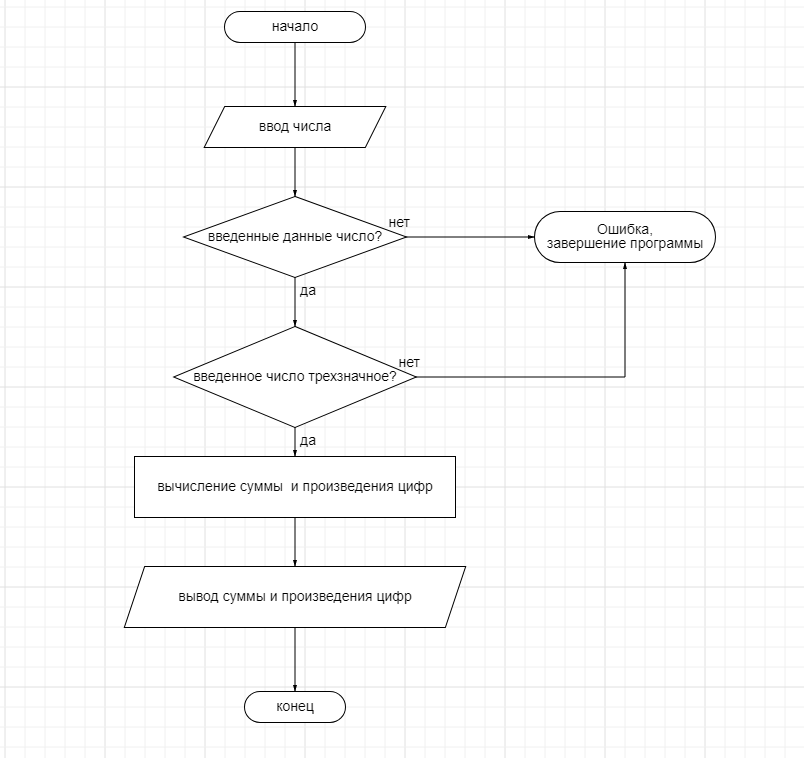 начало
ввод числа
нет
введенные данные число?
Ошибка,
завершение программы
да
нет
введенное число трехзначное?
да
вычисление суммы и произведения цифр
вывод суммы и произведения цифр
конец